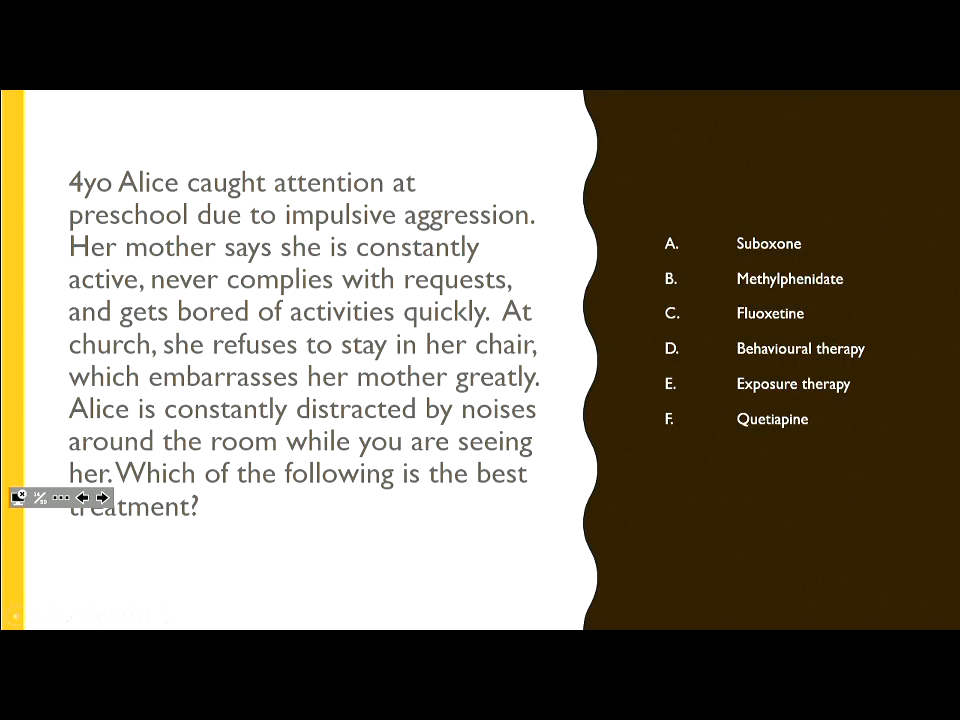 4yo Alice caught attention at
preschool due to impulsive aggression.
Her mother says she is constantly
active, never complies with requests,
and gets bored of activities quickly. At
church, she refuses to stay in her chair,
which embarrasses her mother greatly.
Alice is constantly distracted by noises
around the room while you are seeing
her. Which of the following is the best
treatment?
A. Suboxone
B. Methylphenidate
C. Fluoxetine
D. Behavioural therapy
E. Exposure therapy
F. Quetiapine